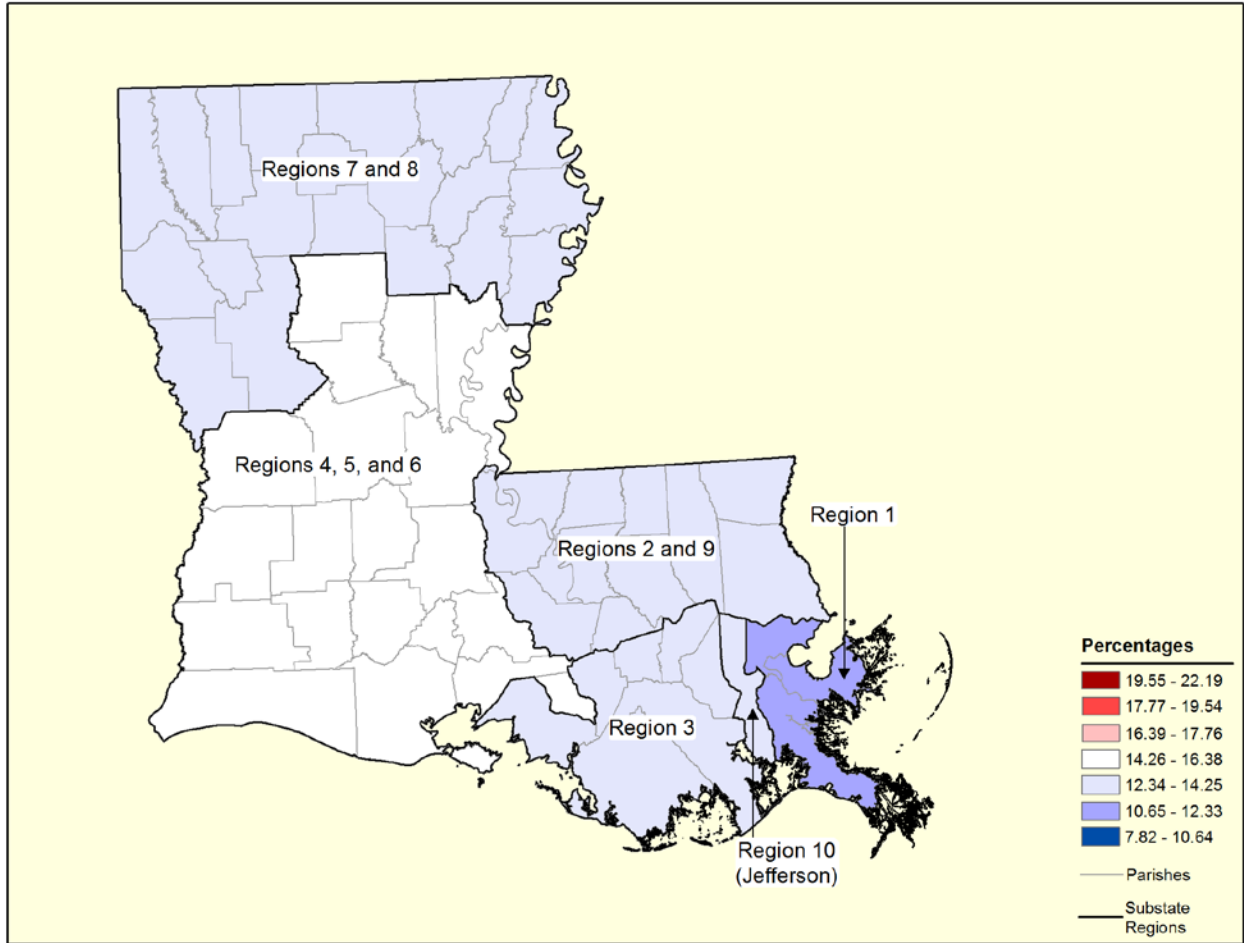 Regions 7 and 8
Regions 4, 5, and 6
Region 1
Regions 2 and 9
Region 3
Region 10
(Jefferson)
Percentages
19.55 - 22.19
17.77 - 19.54
16.39 - 17.76
14.26 - 16.38
12.34 - 14.25
10.65 - 12.33
7.82 - 10.64
Parishes
Substate
Regions